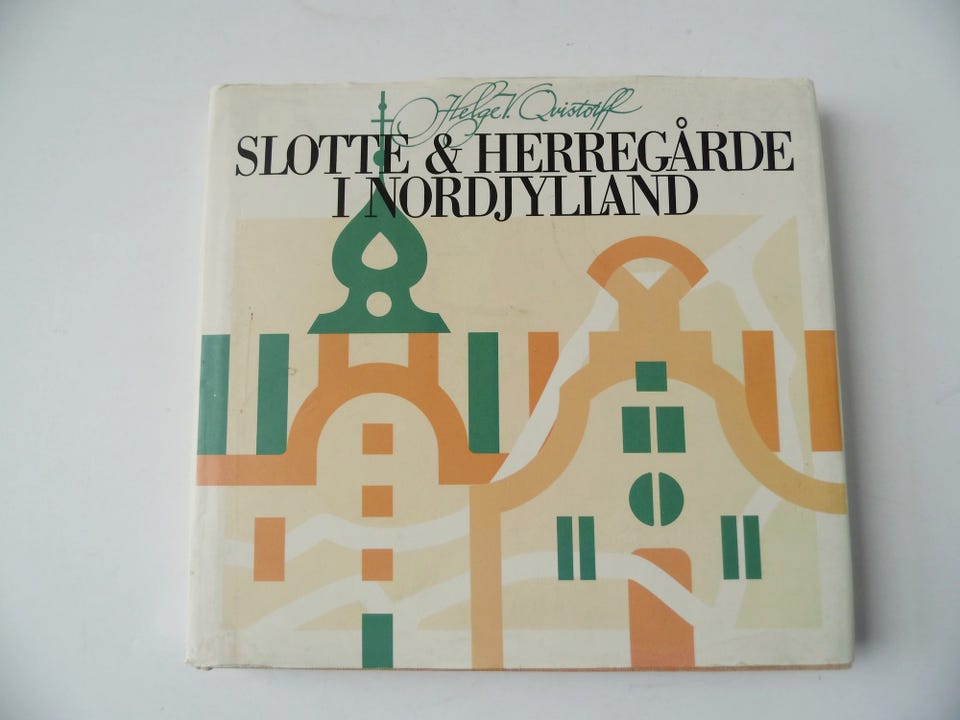 Helge V. Qvistorff
SLOTTE & HERREGÅRDE
I NORDJYLLAND